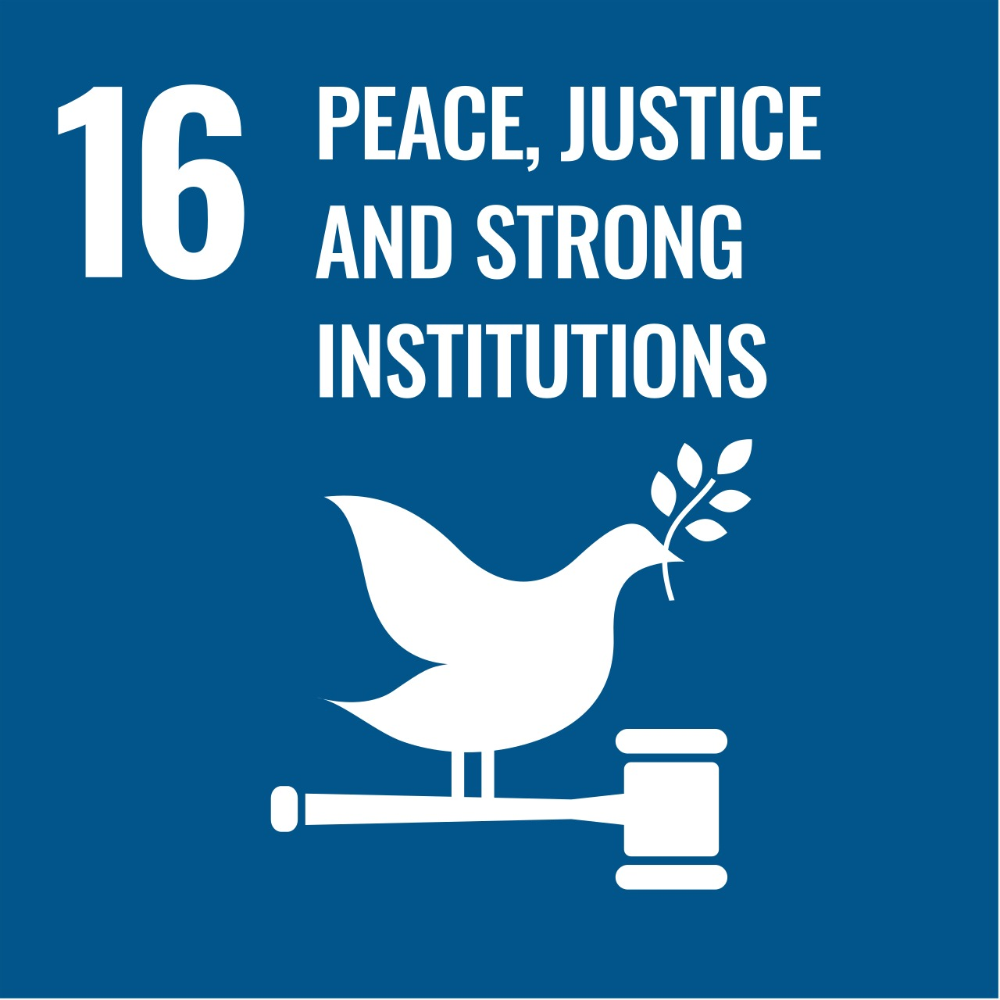 16
PEACE, JUSTICE
AND STRONG
INSTITUTIONS